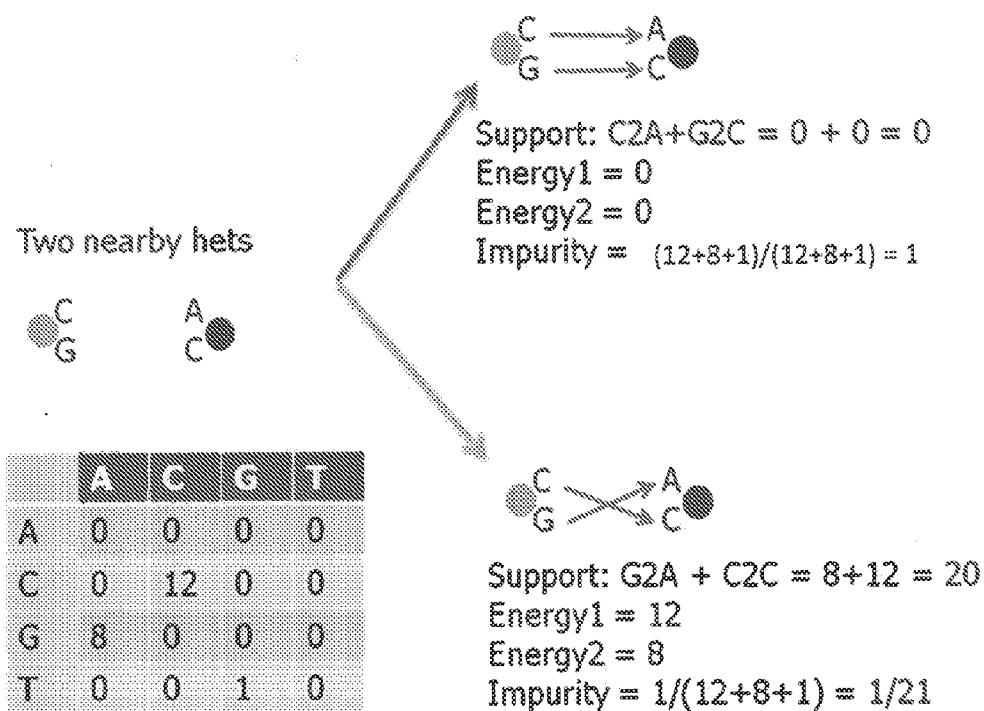 C A
G C
Support: C2A+G2C = 0 + 0 = 0
Energy1 = 0
Energy2 = 0
Impurity = (12+8+1)/(12+8+1) = 1
Two nearby hets
C A
G C
A C G T
A 0 0 0 0
C 0 12 0 0
G 8 0 0 0
T 0 0 1 0
C A
G C
Support: G2A + C2C = 8+12 = 20
Energy1 = 12
Energy2 = 8
Impurity = 1/(12+8+1) = 1/21